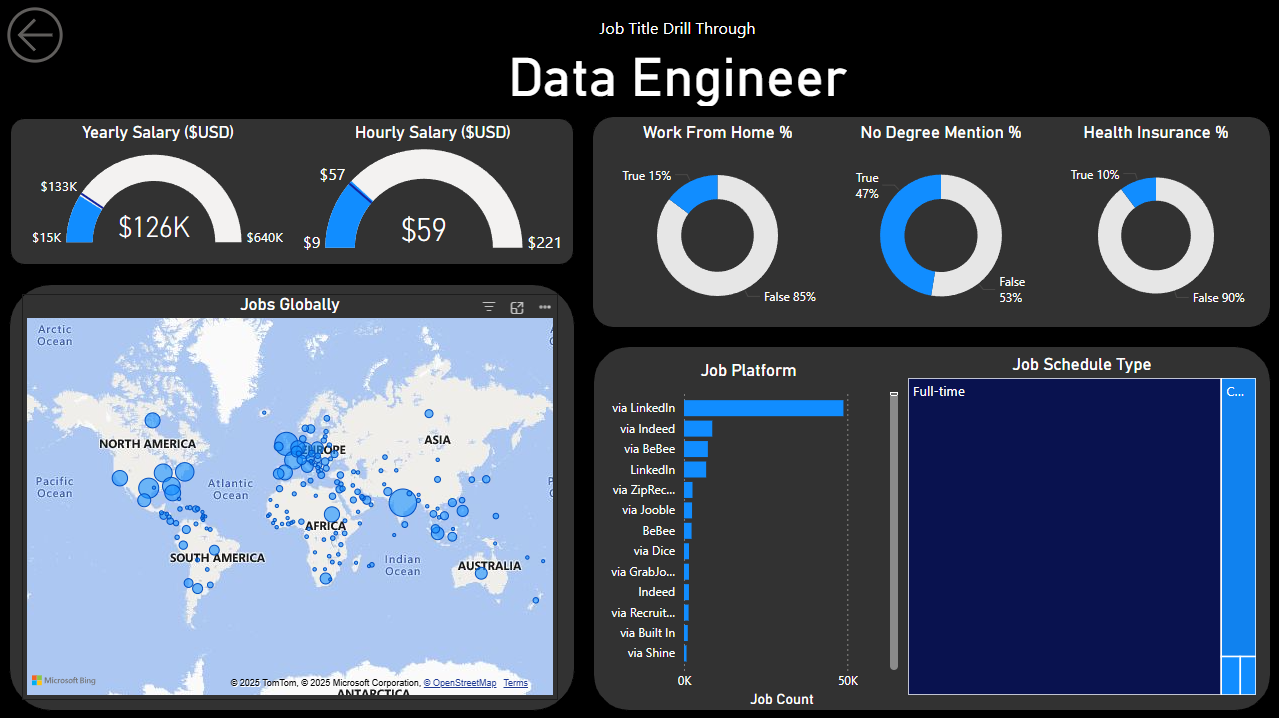 Job Title Drill Through
Data Engineer
Yearly Salary ($USD)
$133K
$15K
$126K
$640K
Hourly Salary ($USD)
$57
$9
$59
$221
Work From Home %
True 15%
False 85%
No Degree Mention %
True
47%
False
53%
Health Insurance %
True 10%
False 90%
Jobs Globally
Arctic
Ocean
NORTH AMERICA
EUROPE
ASIA
Pacific
Ocean
Atlantic
Ocean
AFRICA
SOUTH AMERICA
Indian
Ocean
AUSTRALIA
ANTARCTICA
Microsoft Bing
© 2025 TomTom, © 2025 Microsoft Corporation, © OpenStreetMap Terms
Job Platform
via LinkedIn
via Indeed
via BeBee
LinkedIn
via ZipRec...
via Jooble
BeBee
via Dice
via GrabJo...
Indeed
via Recruit...
via Built In
via Shine
0K
50K
Job Count
Job Schedule Type
Full-time
C...